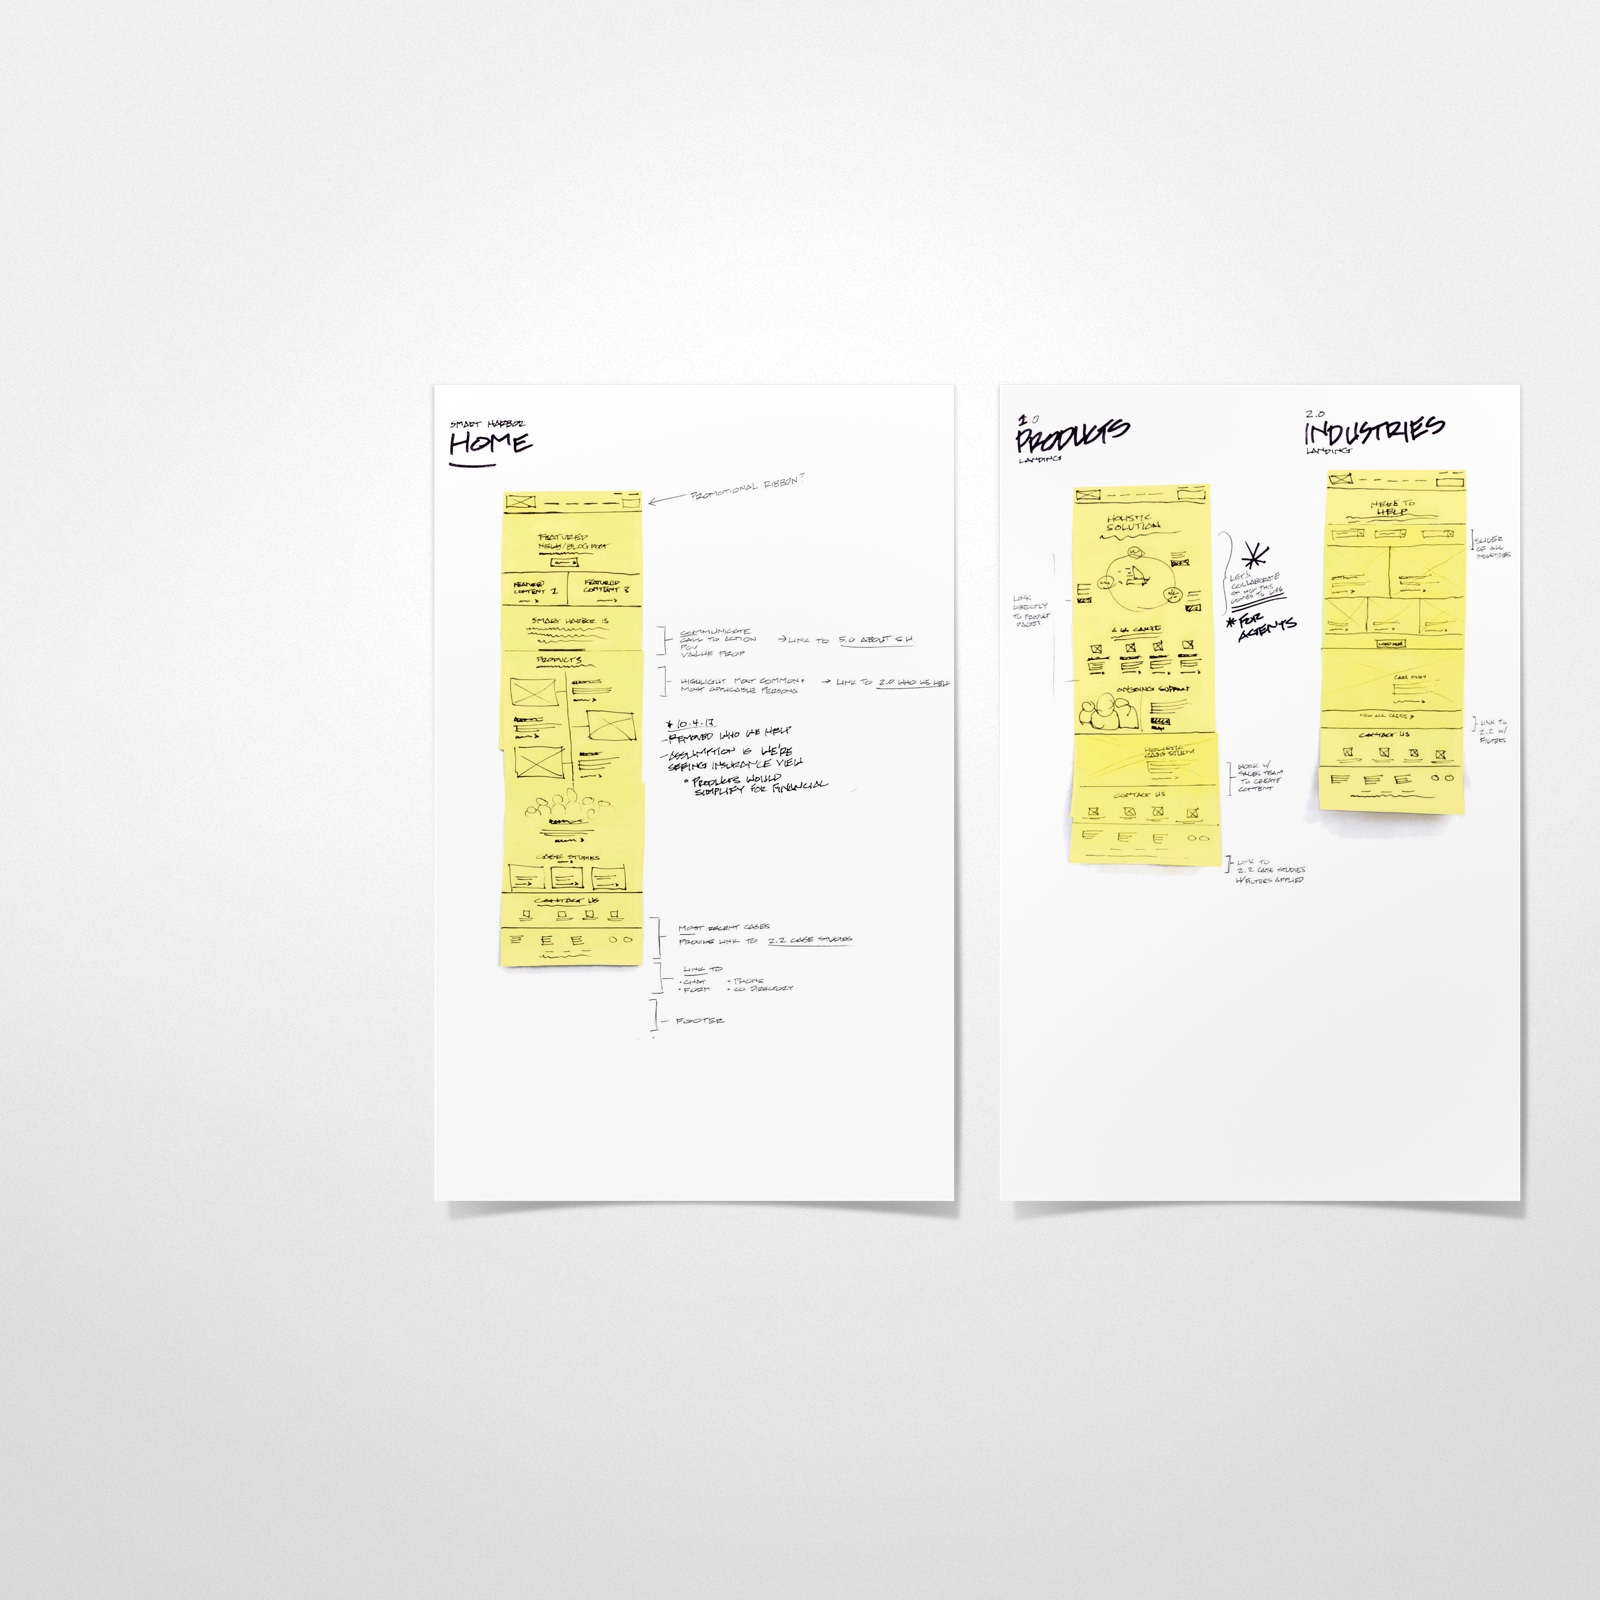 SMART HARBOR
HOME
PROMOTIONAL RIBBON?
FEATURED
NEWS/BLOG POST
FEATURED
CONTENT 2
FEATURED
CONTENT 3
SMART HARBOR IS
PRODUCTS
CASE STUDIES
CONTACT US
COMMUNICATE
CALL TO ACTION
POV
VALUE PROP
→ LINK TO 5.0 ABOUT S H
HIGHLIGHT MOST COMMON +
MOST APPLICABLE PERSONA
→ LINK TO 2.0 WHO WE HELP
* 10.4.17
- REMOVED WHO WE HELP
- ASSUMPTION IS WE'RE
SEEING INSURANCE VIEW
• PRODUCTS WOULD
SIMPLIFY FOR FINANCIAL
MOST RECENT CASES
PROVIDE LINK TO 2.2 CASE STUDIES
LINK TO
• CHAT • PHONE
• FORM • CO. DIRECTORY
FOOTER
1.0
PRODUCTS
LANDING
HOLISTIC
SOLUTION
ONGOING SUPPORT
HOLISTIC
CASE STUDY
CONTACT US
LINK
DIRECTLY
TO PRODUCT
PAGES
LET'S
COLLABORATE
ON HOW THIS
COMES TO LIFE
* FOR
AGENTS
WORK W/
SALES TEAM
TO CREATE
CONTENT
LINK TO
2.2 CASE STUDIES
W/ FILTERS APPLIED
2.0
INDUSTRIES
LANDING
HERE TO
HELP
LOAD MORE
CASE STUDY
VIEW ALL CASES >
CONTACT US
SLIDER
OF ALL
INDUSTRIES
LINK TO
2.2 W/
FILTERS